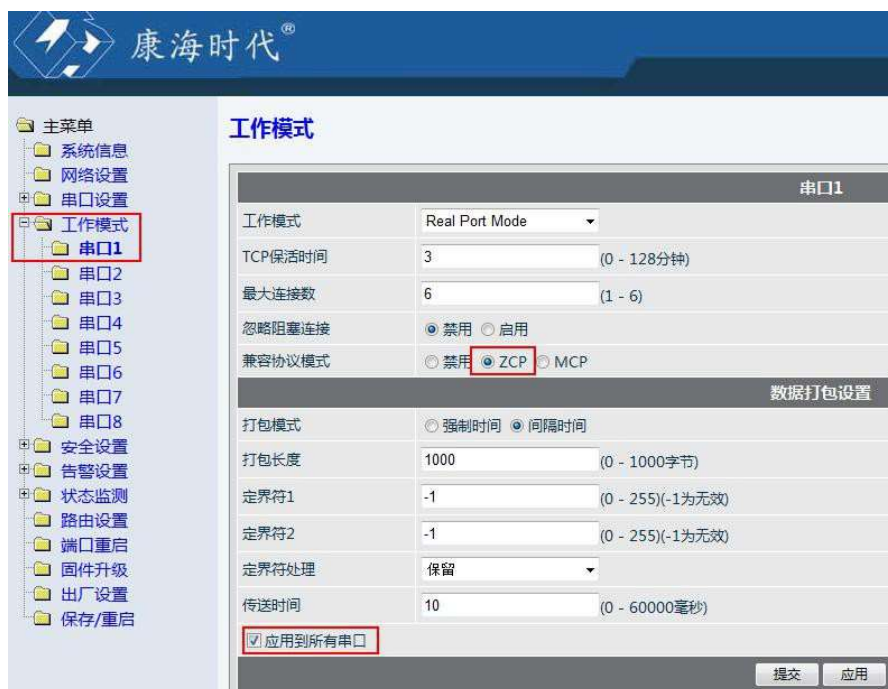 康海时代®
主菜单
系统信息
网络设置
串口设置
工作模式
串口1
串口2
串口3
串口4
串口5
串口6
串口7
串口8
安全设置
告警设置
状态监测
路由设置
端口重启
固件升级
出厂设置
保存/重启
工作模式
串口1
工作模式 Real Port Mode
TCP保活时间 3 (0 - 128分钟)
最大连接数 6 (1 - 6)
忽略阻塞连接 禁用 启用
兼容协议模式 禁用 ZCP MCP
数据打包设置
打包模式 强制时间 间隔时间
打包长度 1000 (0 - 1000字节)
定界符1 -1 (0 - 255)(-1为无效)
定界符2 -1 (0 - 255)(-1为无效)
定界符处理 保留
传送时间 10 (0 - 60000毫秒)
应用到所有串口
提交 应用